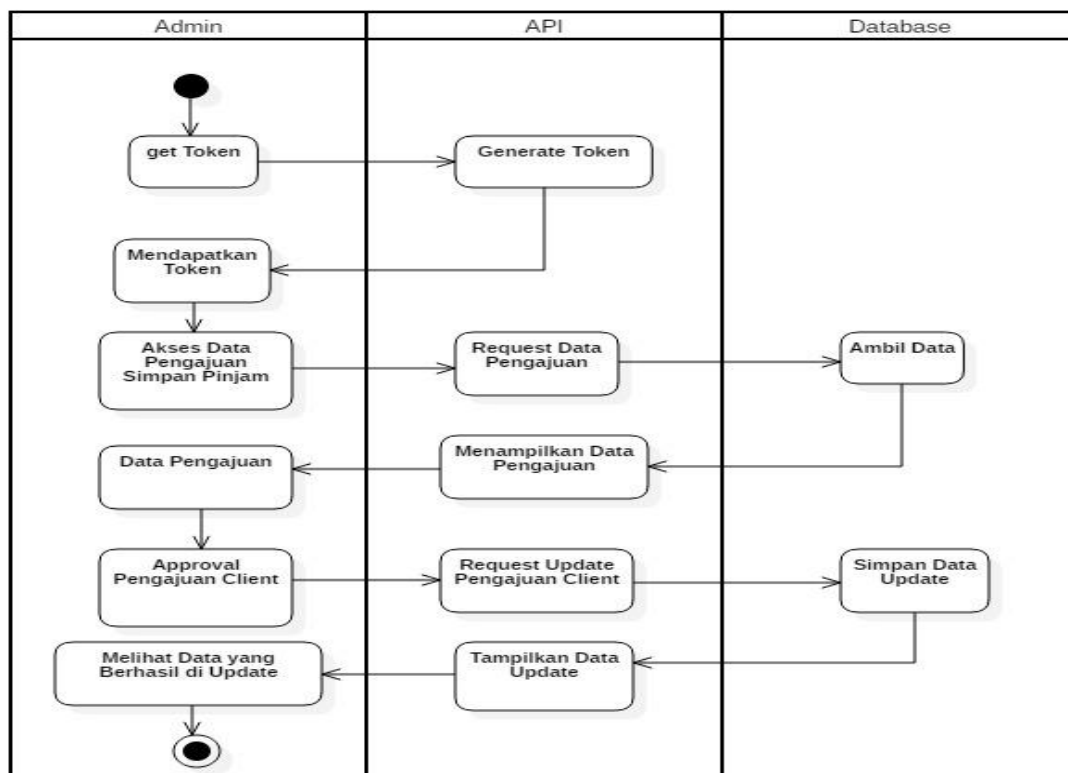 Admin
API
Database
get Token
Generate Token
Mendapatkan
Token
Akses Data
Pengajuan
Simpan Pinjam
Request Data
Pengajuan
Ambil Data
Data Pengajuan
Menampilkan Data
Pengajuan
Approval
Pengajuan Client
Request Update
Pengajuan Client
Simpan Data
Update
Melihat Data yang
Berhasil di Update
Tampilkan Data
Update